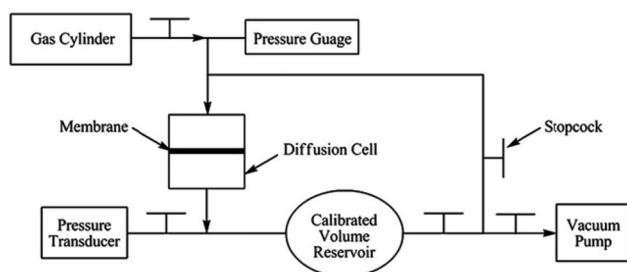 Gas Cylinder
Pressure Guage
Membrane
Diffusion Cell
Stopcock
Pressure
Transducer
Calibrated
Volume
Reservoir
Vacuum
Pump